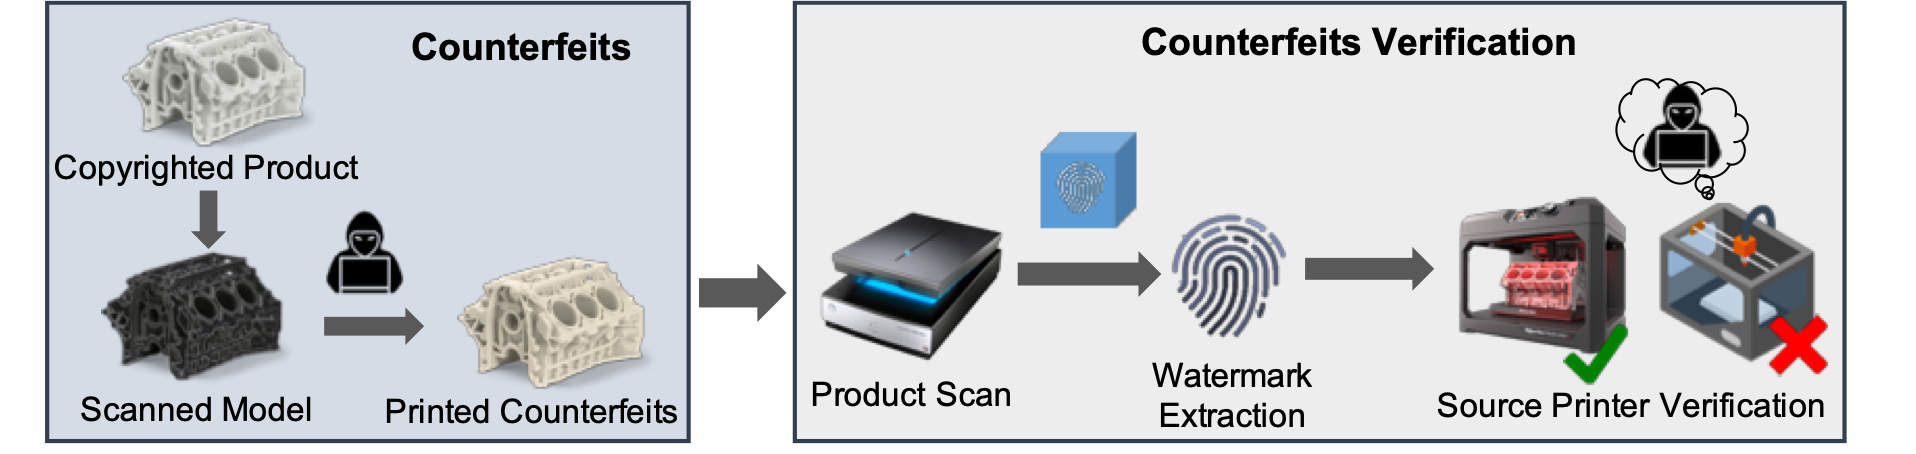 Counterfeits
Copyrighted Product
Scanned Model
Printed Counterfeits
Counterfeits Verification
Product Scan
Watermark
Extraction
Source Printer Verification